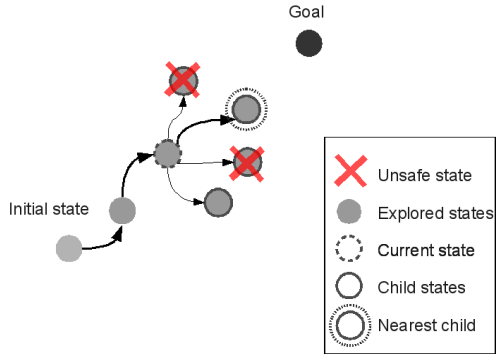 Goal
Initial state
Unsafe state
Explored states
Current state
Child states
Nearest child